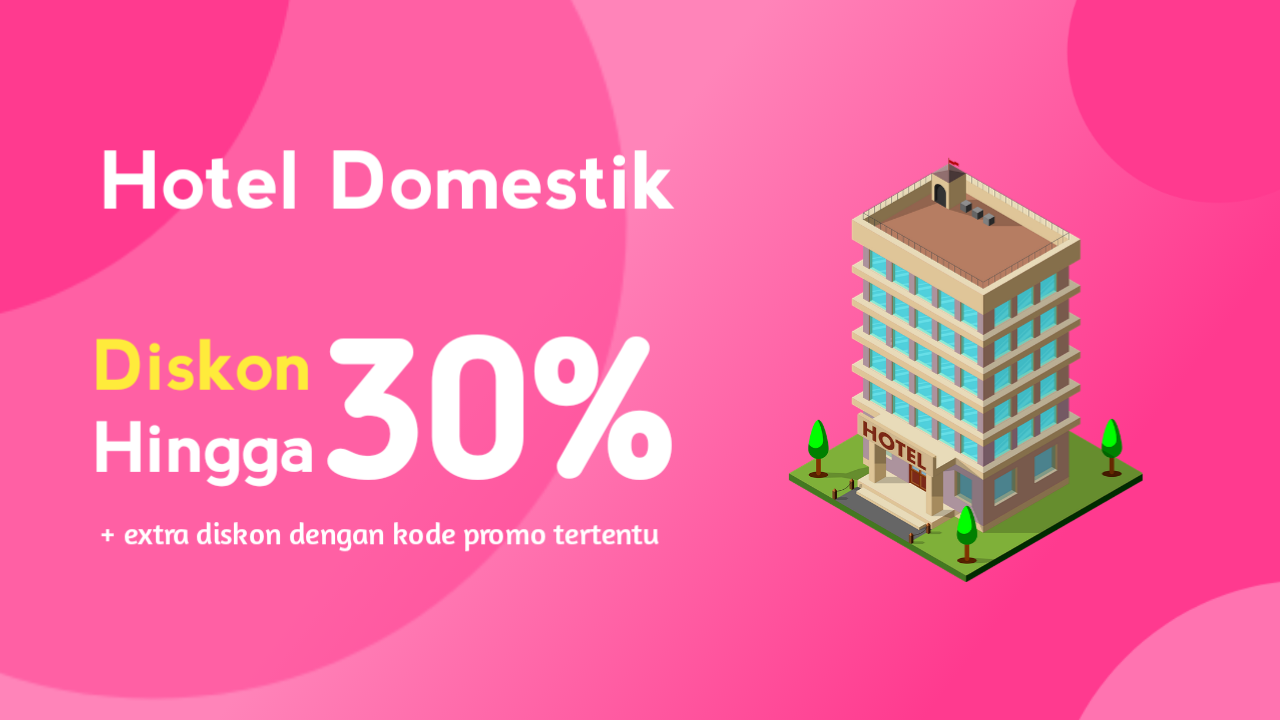 Hotel Domestik
Diskon
Hingga 30%
+ extra diskon dengan kode promo tertentu
HOTEL